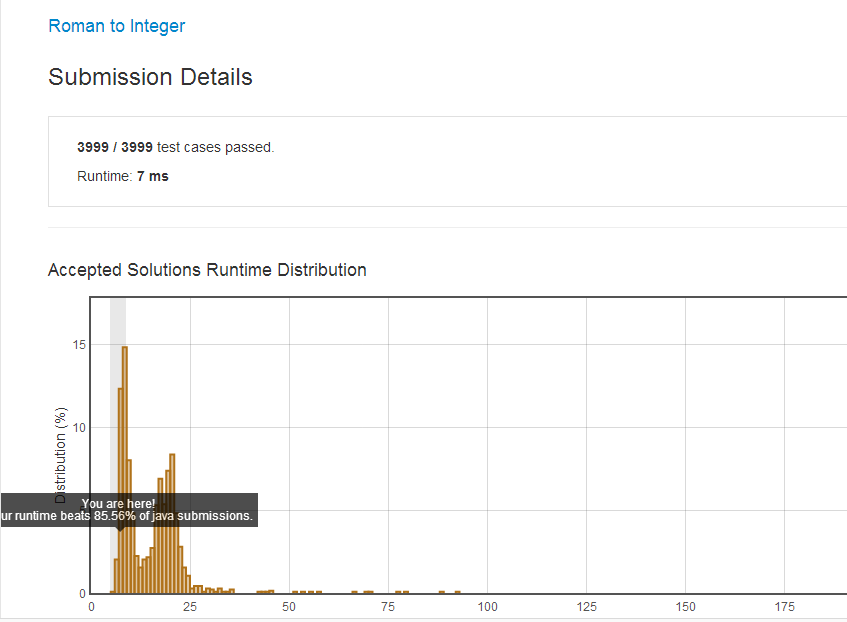 Roman to Integer
Submission Details
3999 / 3999 test cases passed.
Runtime: 7 ms
Accepted Solutions Runtime Distribution
Distribution (%)
15
10
You are here!
ur runtime beats 85.56% of java submissions.
0
0 25 50 75 100 125 150 175